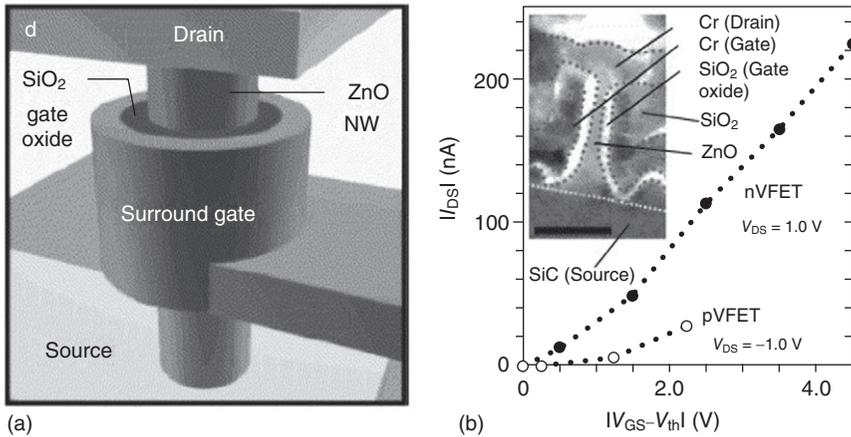 d
Drain
SiO2
gate
oxide
ZnO
NW
Surround gate
Source
(a)
(b)
|IDS| (nA)
200
100
0
Cr (Drain)
Cr (Gate)
SiO2 (Gate
oxide)
SiO2
ZnO
SiC (Source)
nVFET
VDS = 1.0 V
pVFET
VDS = −1.0 V
0
2.0
4.0
|VGS−Vth| (V)